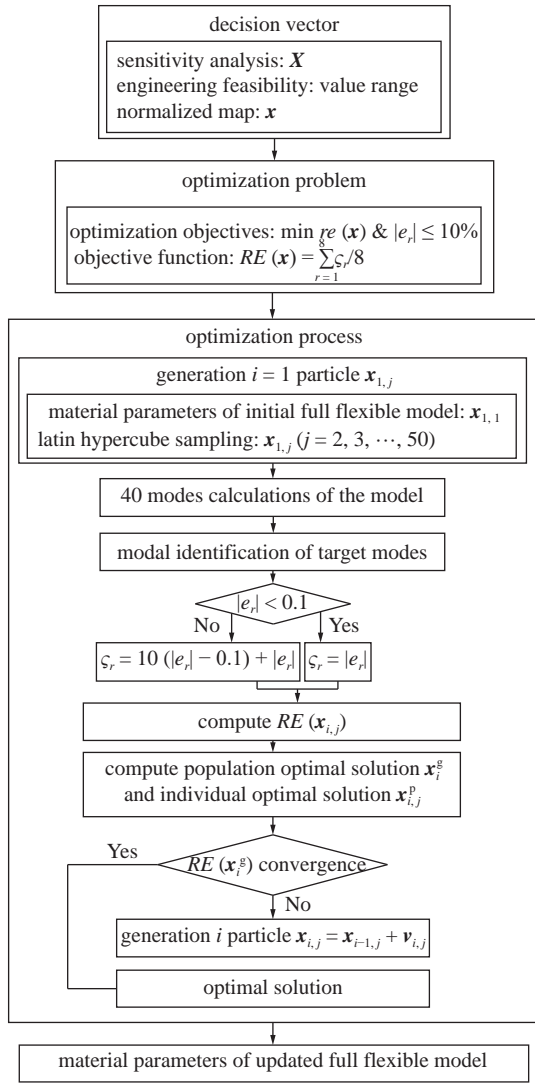 decision vector
sensitivity analysis: X
engineering feasibility: value range
normalized map: x
optimization problem
optimization objectives: min re (x) & |e_r| ≤ 10%
objective function: RE (x) = \sum_{r=1}^{8} ς_r/8
optimization process
generation i = 1 particle x_{1,j}
material parameters of initial full flexible model: x_{1,1}
latin hypercube sampling: x_{1,j} (j = 2, 3, ⋯, 50)
40 modes calculations of the model
modal identification of target modes
|e_r| < 0.1
No Yes
ς_r = 10 (|e_r| − 0.1) + |e_r| ς_r = |e_r|
compute RE (x_{i,j})
compute population optimal solution x_i^g
and individual optimal solution x_{i,j}^p
Yes
RE (x_i^g) convergence
No
generation i particle x_{i,j} = x_{i−1,j} + v_{i,j}
optimal solution
material parameters of updated full flexible model